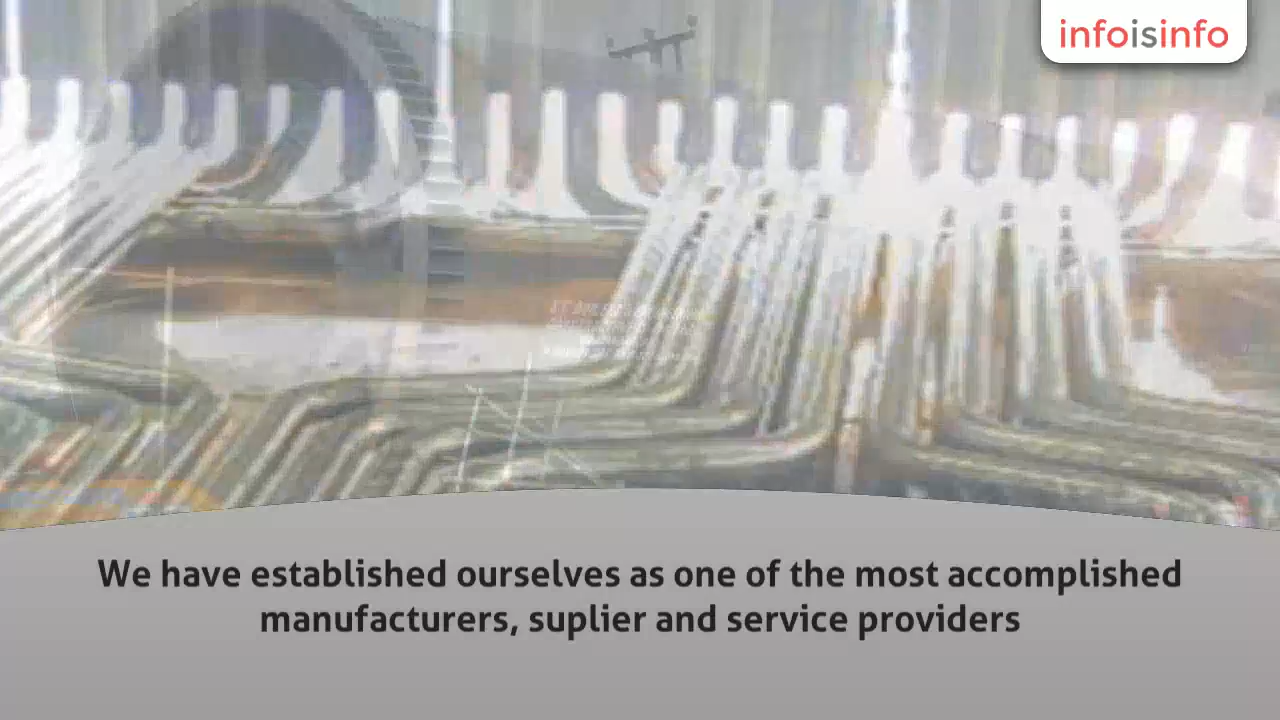 infoisinfo
We have established ourselves as one of the most accomplished
manufacturers, suplier and service providers